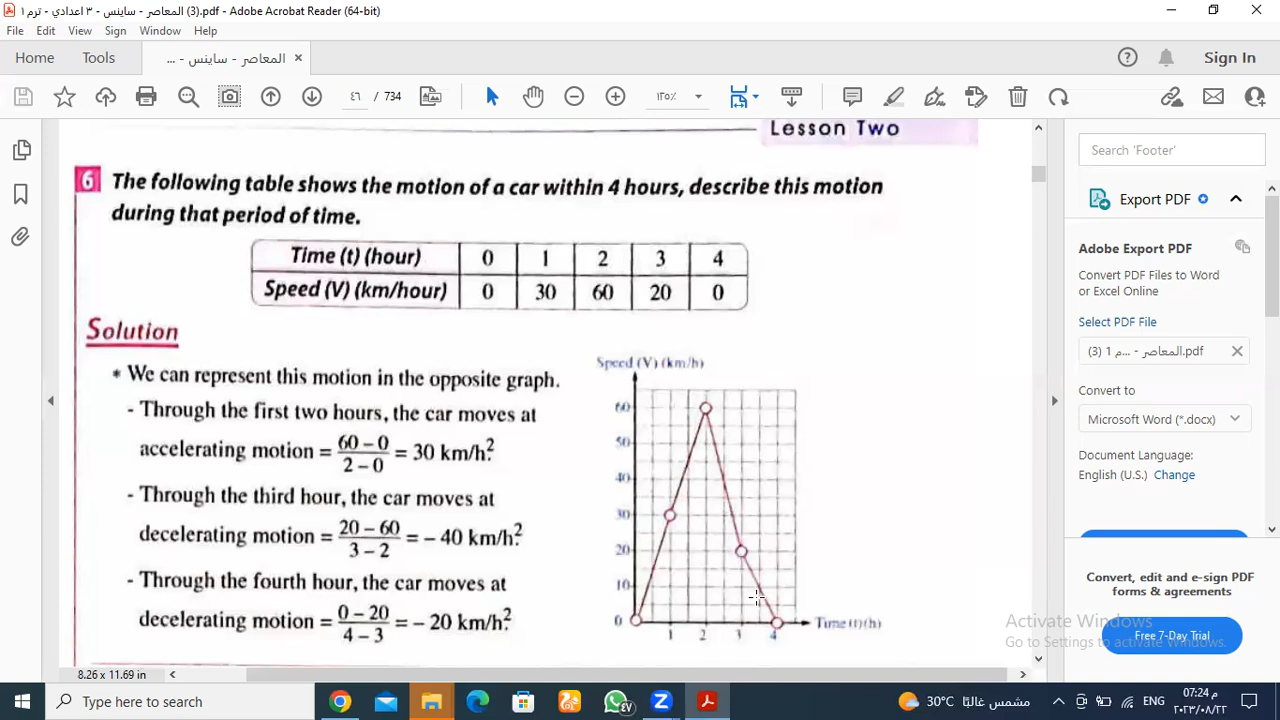 المعاصر - ساينس - ٣ اعدادي - ترم ١ (3).pdf - Adobe Acrobat Reader (64-bit)
File Edit View Sign Window Help
Home Tools المعاصر - ساينس - ... × Sign In
٤٦ / 734 ١٢٥٪
Lesson Two
6 The following table shows the motion of a car within 4 hours, describe this motion
during that period of time.
Time (t) (hour) 0 1 2 3 4
Speed (V) (km/hour) 0 30 60 20 0
Solution
* We can represent this motion in the opposite graph.
- Through the first two hours, the car moves at
accelerating motion = 60 – 0 / 2 – 0 = 30 km/h².
- Through the third hour, the car moves at
decelerating motion = 20 – 60 / 3 – 2 = – 40 km/h².
- Through the fourth hour, the car moves at
decelerating motion = 0 – 20 / 4 – 3 = – 20 km/h².
Speed (V) (km/h)
60
50
40
30
20
10
0
1 2 3 4 Time (t) (h)
8.26 x 11.69 in
Search 'Footer'
Export PDF
Adobe Export PDF
Convert PDF Files to Word
or Excel Online
Select PDF File
المعاصر - ...م 1 (3).pdf
Convert to
Microsoft Word (*.docx)
Document Language:
English (U.S.) Change
Convert, edit and e-sign PDF
forms & agreements
Free 7-Day Trial
Activate Windows
Go to Settings to activate Windows.
Type here to search
٤٧
30°C مشمس غالبًا
ENG
07:24 م
٢٠٢٣/٠٨/٢٢